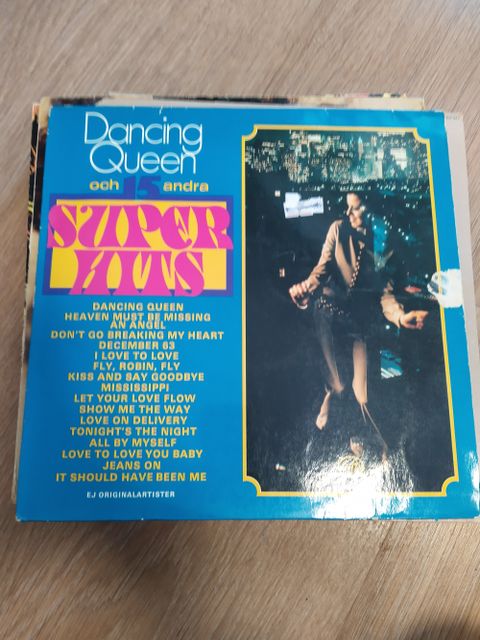 Dancing
Queen
och 15 andra
SUPER
HITS
DANCING QUEEN
HEAVEN MUST BE MISSING
AN ANGEL
DON'T GO BREAKING MY HEART
DECEMBER 63
I LOVE TO LOVE
FLY, ROBIN, FLY
KISS AND SAY GOODBYE
MISSISSIPPI
LET YOUR LOVE FLOW
SHOW ME THE WAY
LOVE ON DELIVERY
TONIGHT'S THE NIGHT
ALL BY MYSELF
LOVE TO LOVE YOU BABY
JEANS ON
IT SHOULD HAVE BEEN ME
EJ ORIGINALARTISTER